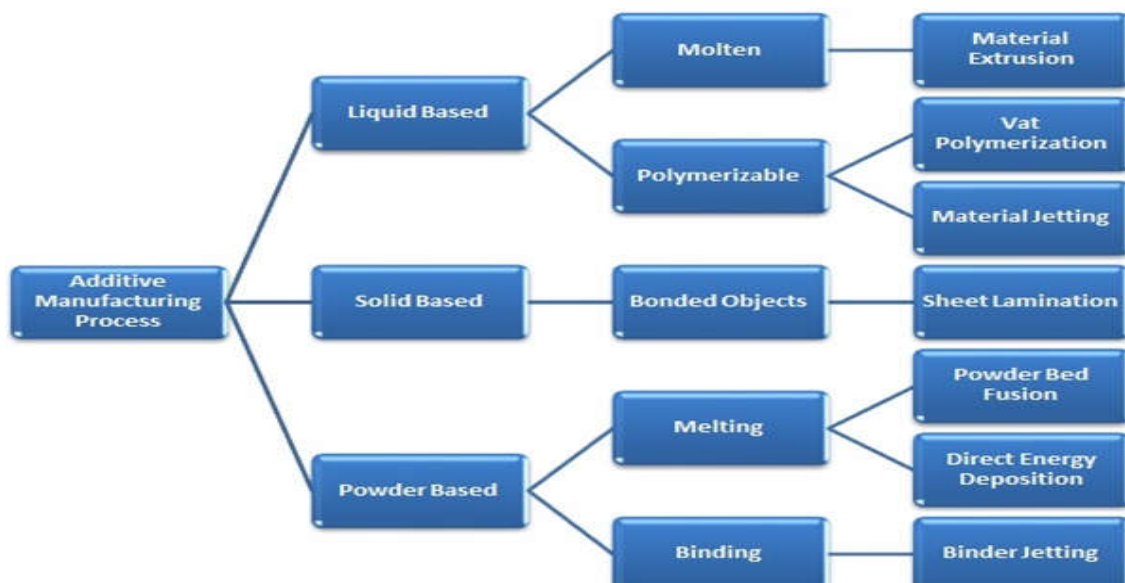 Additive
Manufacturing
Process
Liquid Based
Molten
Material
Extrusion
Polymerizable
Vat
Polymerization
Material Jetting
Solid Based
Bonded Objects
Sheet Lamination
Powder Based
Melting
Powder Bed
Fusion
Direct Energy
Deposition
Binding
Binder Jetting